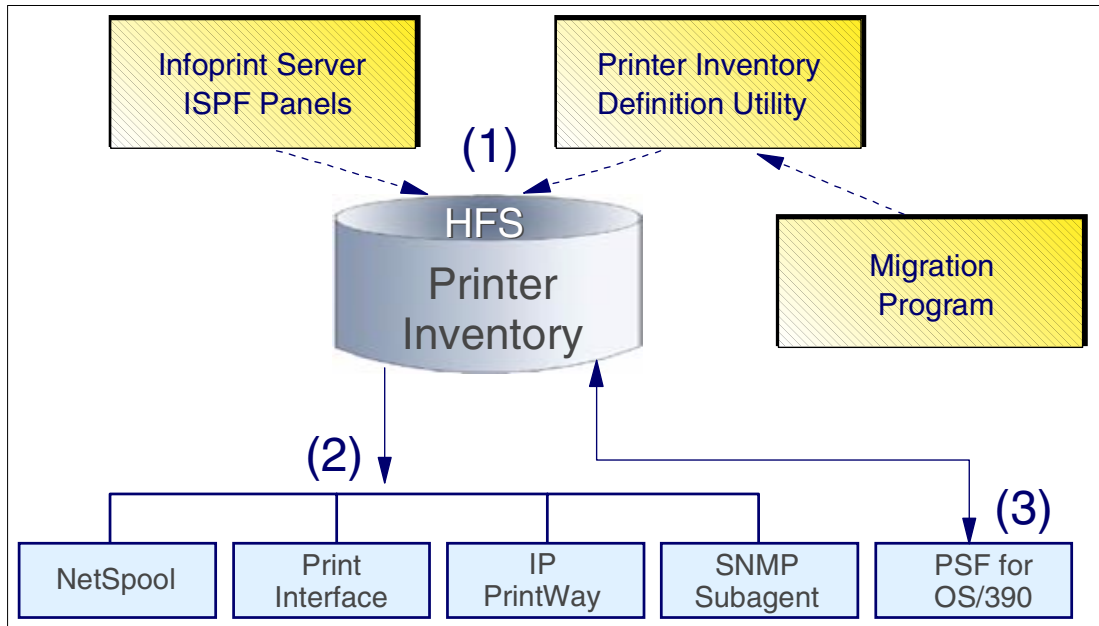 Infoprint Server
ISPF Panels
Printer Inventory
Definition Utility
(1)
HFS
Printer
Inventory
Migration
Program
(2)
(3)
NetSpool
Print
Interface
IP
PrintWay
SNMP
Subagent
PSF for
OS/390